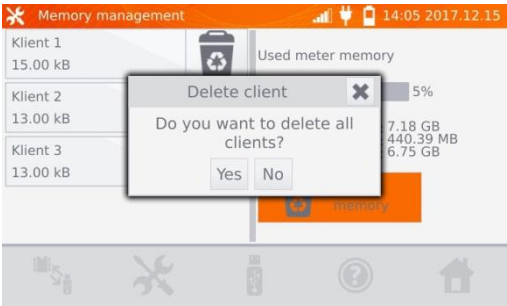 Memory management
14:05 2017.12.15
Klient 1
15.00 kB
Klient 2
13.00 kB
Klient 3
13.00 kB
Used meter memory
5%
7.18 GB
440.39 MB
6.75 GB
memory
Delete client
Do you want to delete all
clients?
Yes No